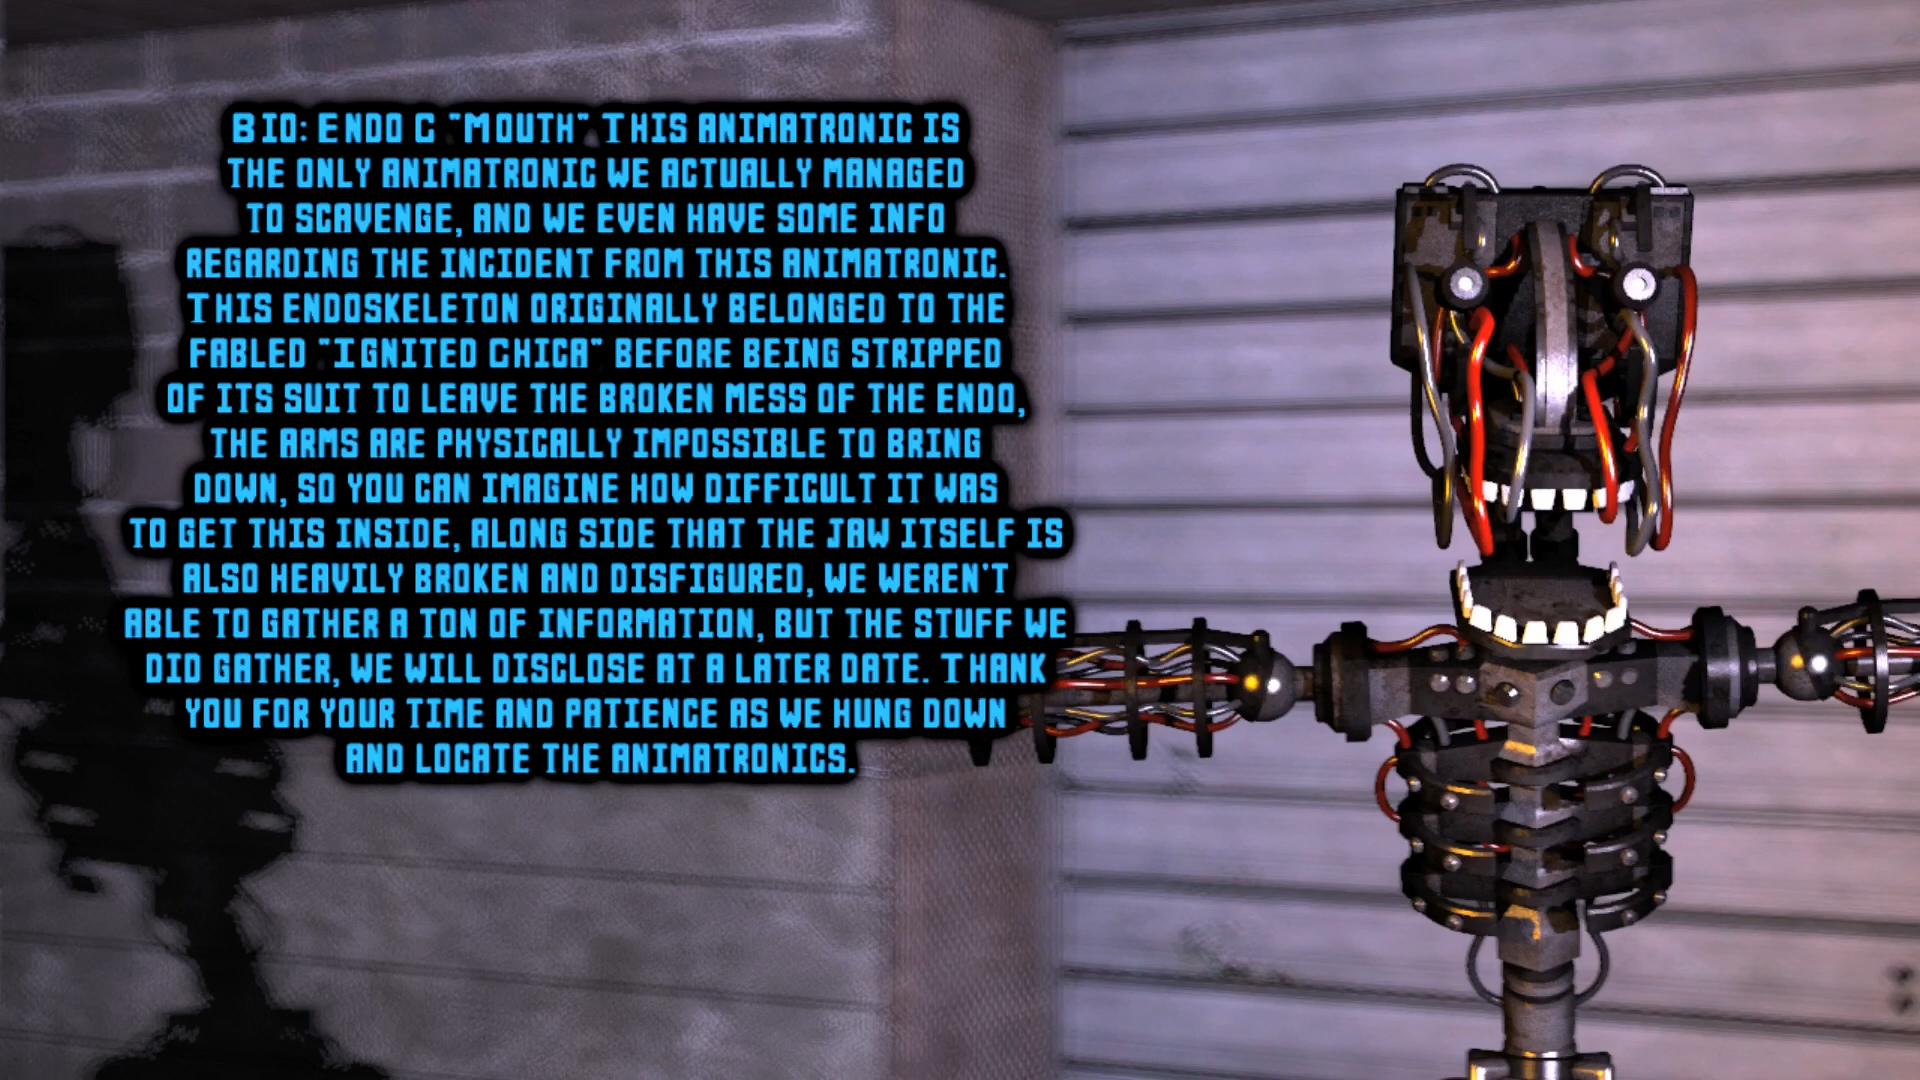 BIO: ENDO C "MOUTH" THIS ANIMATRONIC IS
THE ONLY ANIMATRONIC WE ACTUALLY MANAGED
TO SCAVENGE, AND WE EVEN HAVE SOME INFO
REGARDING THE INCIDENT FROM THIS ANIMATRONIC.
THIS ENDOSKELETON ORIGINALLY BELONGED TO THE
FABLED "IGNITED CHICA" BEFORE BEING STRIPPED
OF ITS SUIT TO LEAVE THE BROKEN MESS OF THE ENDO,
THE ARMS ARE PHYSICALLY IMPOSSIBLE TO BRING
DOWN, SO YOU CAN IMAGINE HOW DIFFICULT IT WAS
TO GET THIS INSIDE, ALONG SIDE THAT THE JAW ITSELF IS
ALSO HEAVILY BROKEN AND DISFIGURED, WE WEREN'T
ABLE TO GATHER A TON OF INFORMATION, BUT THE STUFF WE
DID GATHER, WE WILL DISCLOSE AT A LATER DATE. THANK
YOU FOR YOUR TIME AND PATIENCE AS WE HUNG DOWN
AND LOCATE THE ANIMATRONICS.